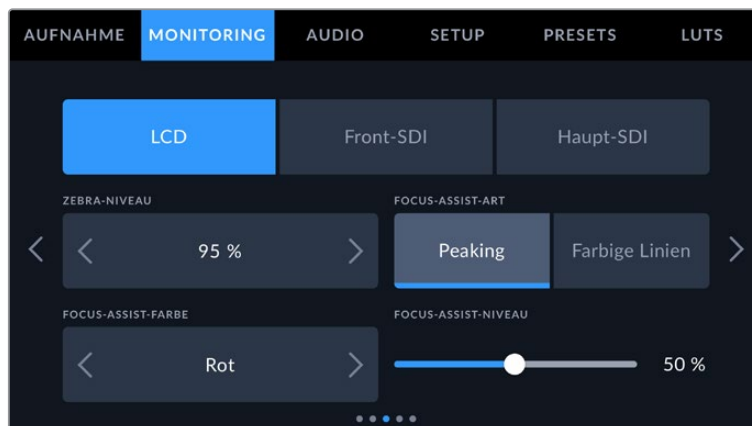 AUFNAHME MONITORING AUDIO SETUP PRESETS LUTS
LCD Front-SDI Haupt-SDI
ZEBRA-NIVEAU FOCUS-ASSIST-ART
95 % Peaking Farbige Linien
FOCUS-ASSIST-FARBE FOCUS-ASSIST-NIVEAU
Rot 50 %